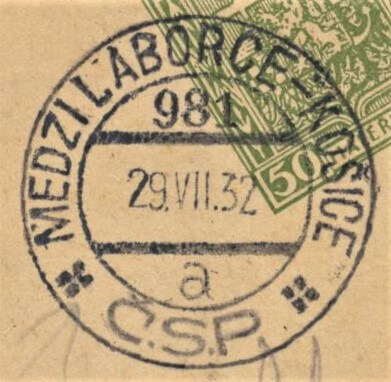 MEDZILABORCE-KOŠICE
981
29.VII.32
a
Č.S.P.
50